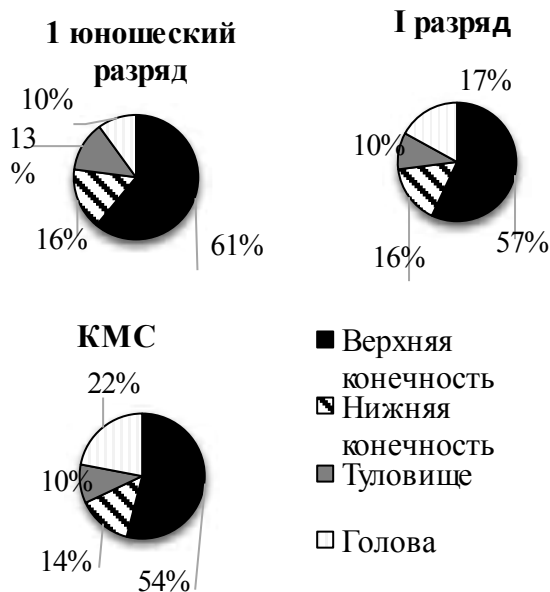 1 юношеский
разряд
10%
13
%
16%
61%
I разряд
17%
10%
16%
57%
КМС
22%
10%
14%
54%
Верхняя
конечность
Нижняя
конечность
Туловище
Голова